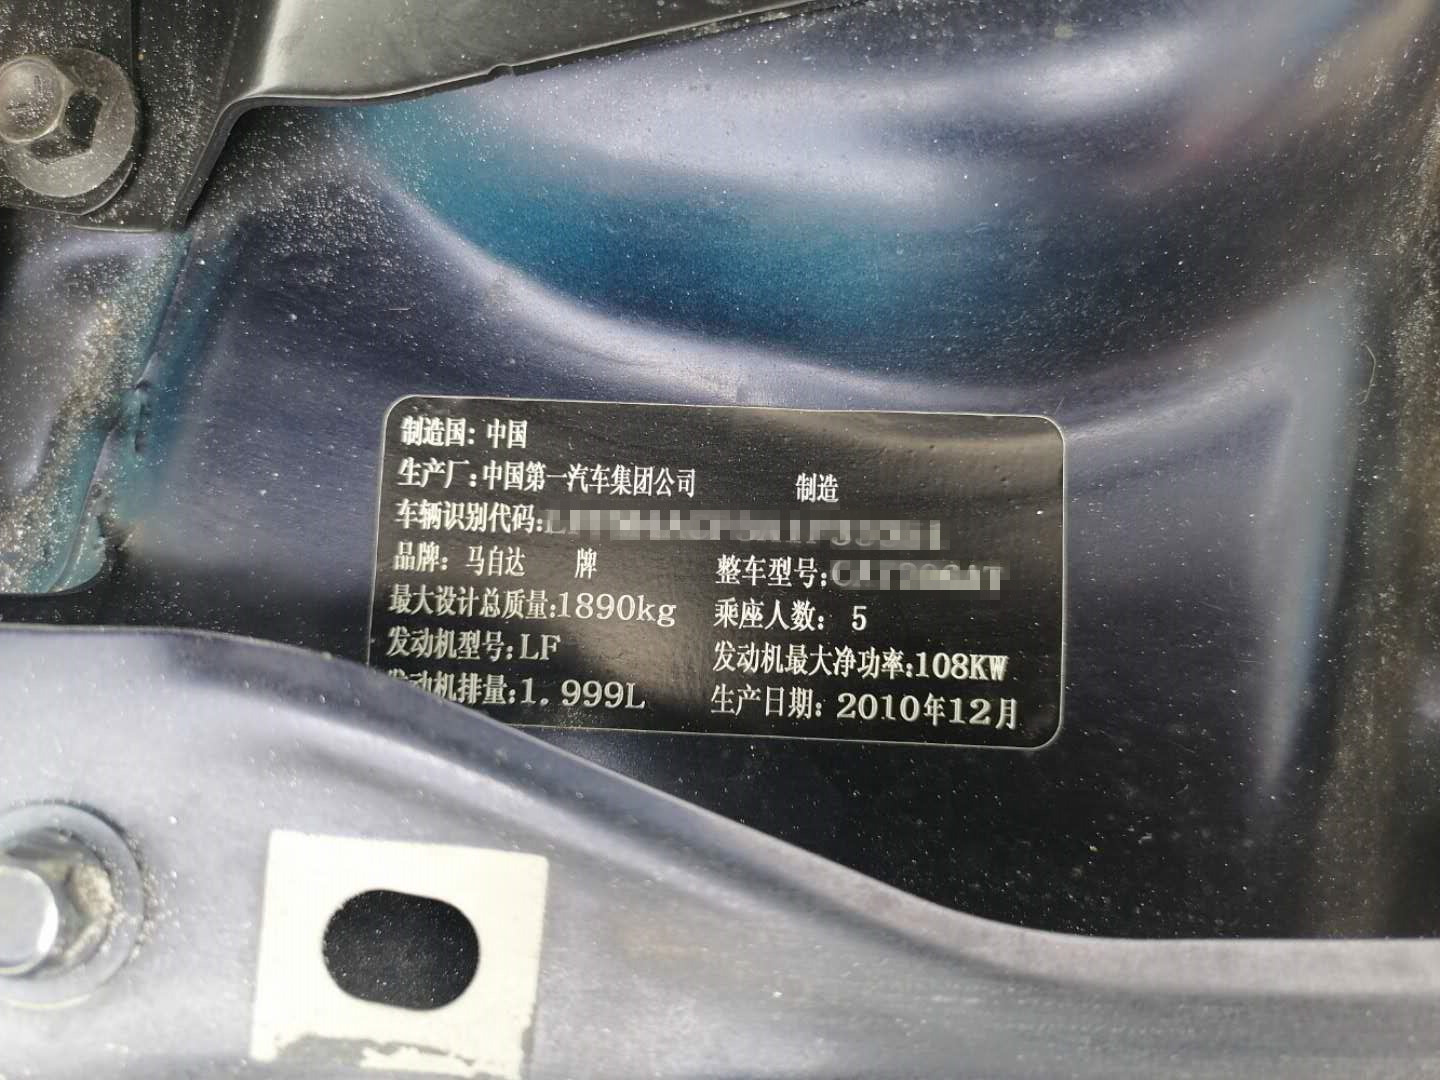 制造国: 中国
生产厂: 中国第一汽车集团公司 制造
车辆识别代码:
品牌: 马自达 牌 整车型号:
最大设计总质量:1890kg 乘座人数: 5
发动机型号:LF 发动机最大净功率:108KW
发动机排量:1.999L 生产日期: 2010年12月